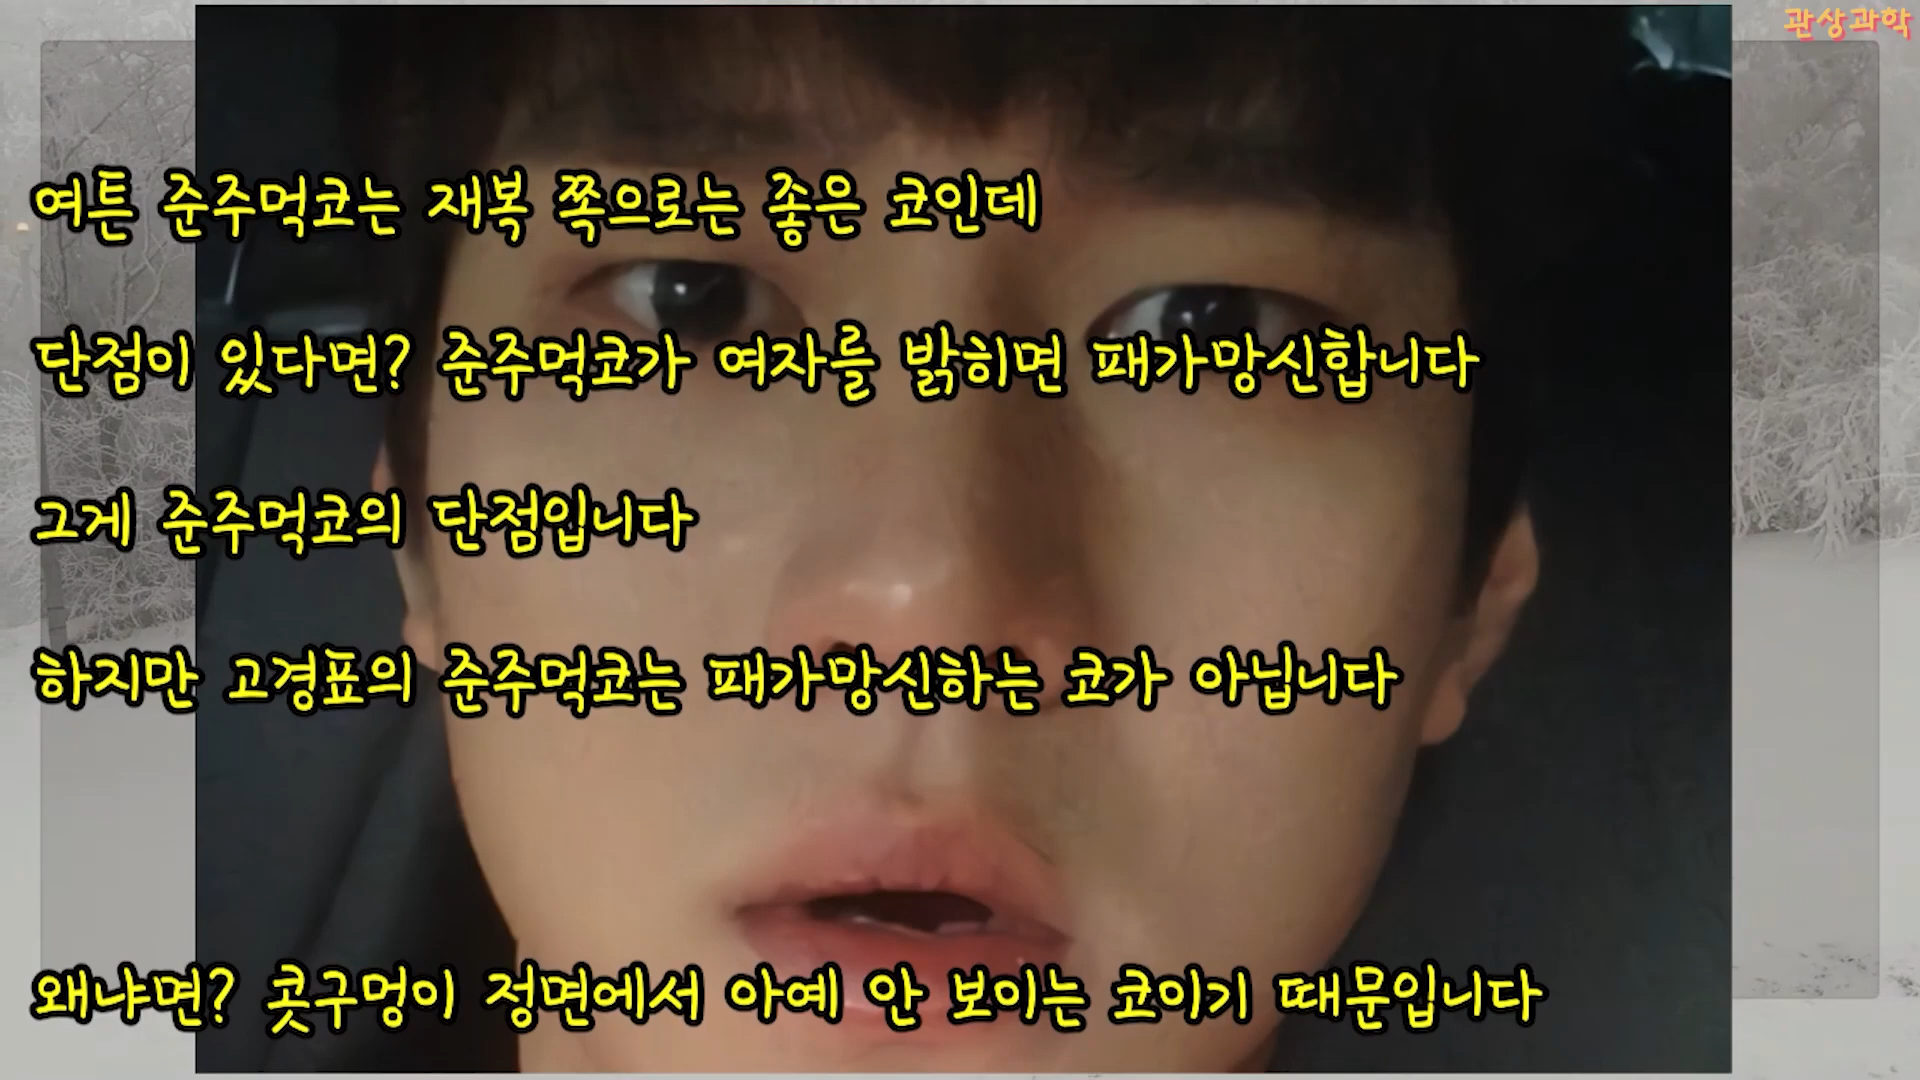 관상과학
여튼 준주먹코는 재복 쪽으로는 좋은 코인데
단점이 있다면? 준주먹코가 여자를 밝히면 패가망신합니다
그게 준주먹코의 단점입니다
하지만 고경표의 준주먹코는 패가망신하는 코가 아닙니다
왜냐면? 콧구멍이 정면에서 아예 안 보이는 코이기 때문입니다